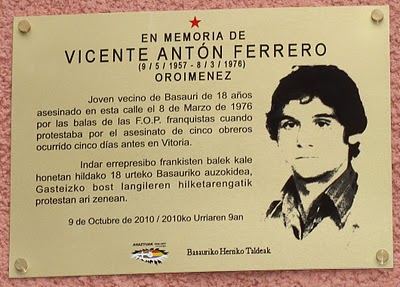 EN MEMORIA DE
VICENTE ANTÓN FERRERO
(9 / 5 / 1957 - 8 / 3 / 1976)
OROIMENEZ
Joven vecino de Basauri de 18 años
asesinado en esta calle el 8 de Marzo de 1976
por las balas de las F.O.P. franquistas cuando
protestaba por el asesinato de cinco obreros
ocurrido cinco días antes en Vitoria.
Indar errepresibo frankisten balek kale
honetan hildako 18 urteko Basauriko auzokidea,
Gasteizko bost langileren hilketarengatik
protestan ari zenean.
9 de Octubre de 2010 / 2010ko Urriaren 9an
Basauriko Herriko Taldeak